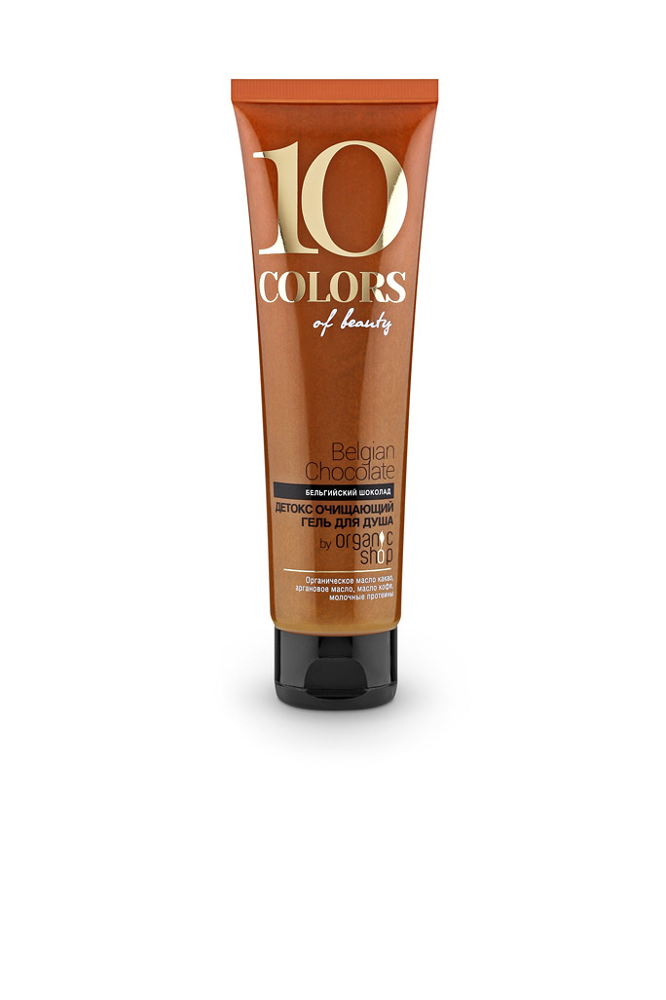 10
COLORS
of beauty
Belgian
Chocolate
БЕЛЬГИЙСКИЙ ШОКОЛАД
ДЕТОКС ОЧИЩАЮЩИЙ
ГЕЛЬ ДЛЯ ДУША
by organic
shop
Органическое масло какао,
аргановое масло, масло кофе,
молочные протеины